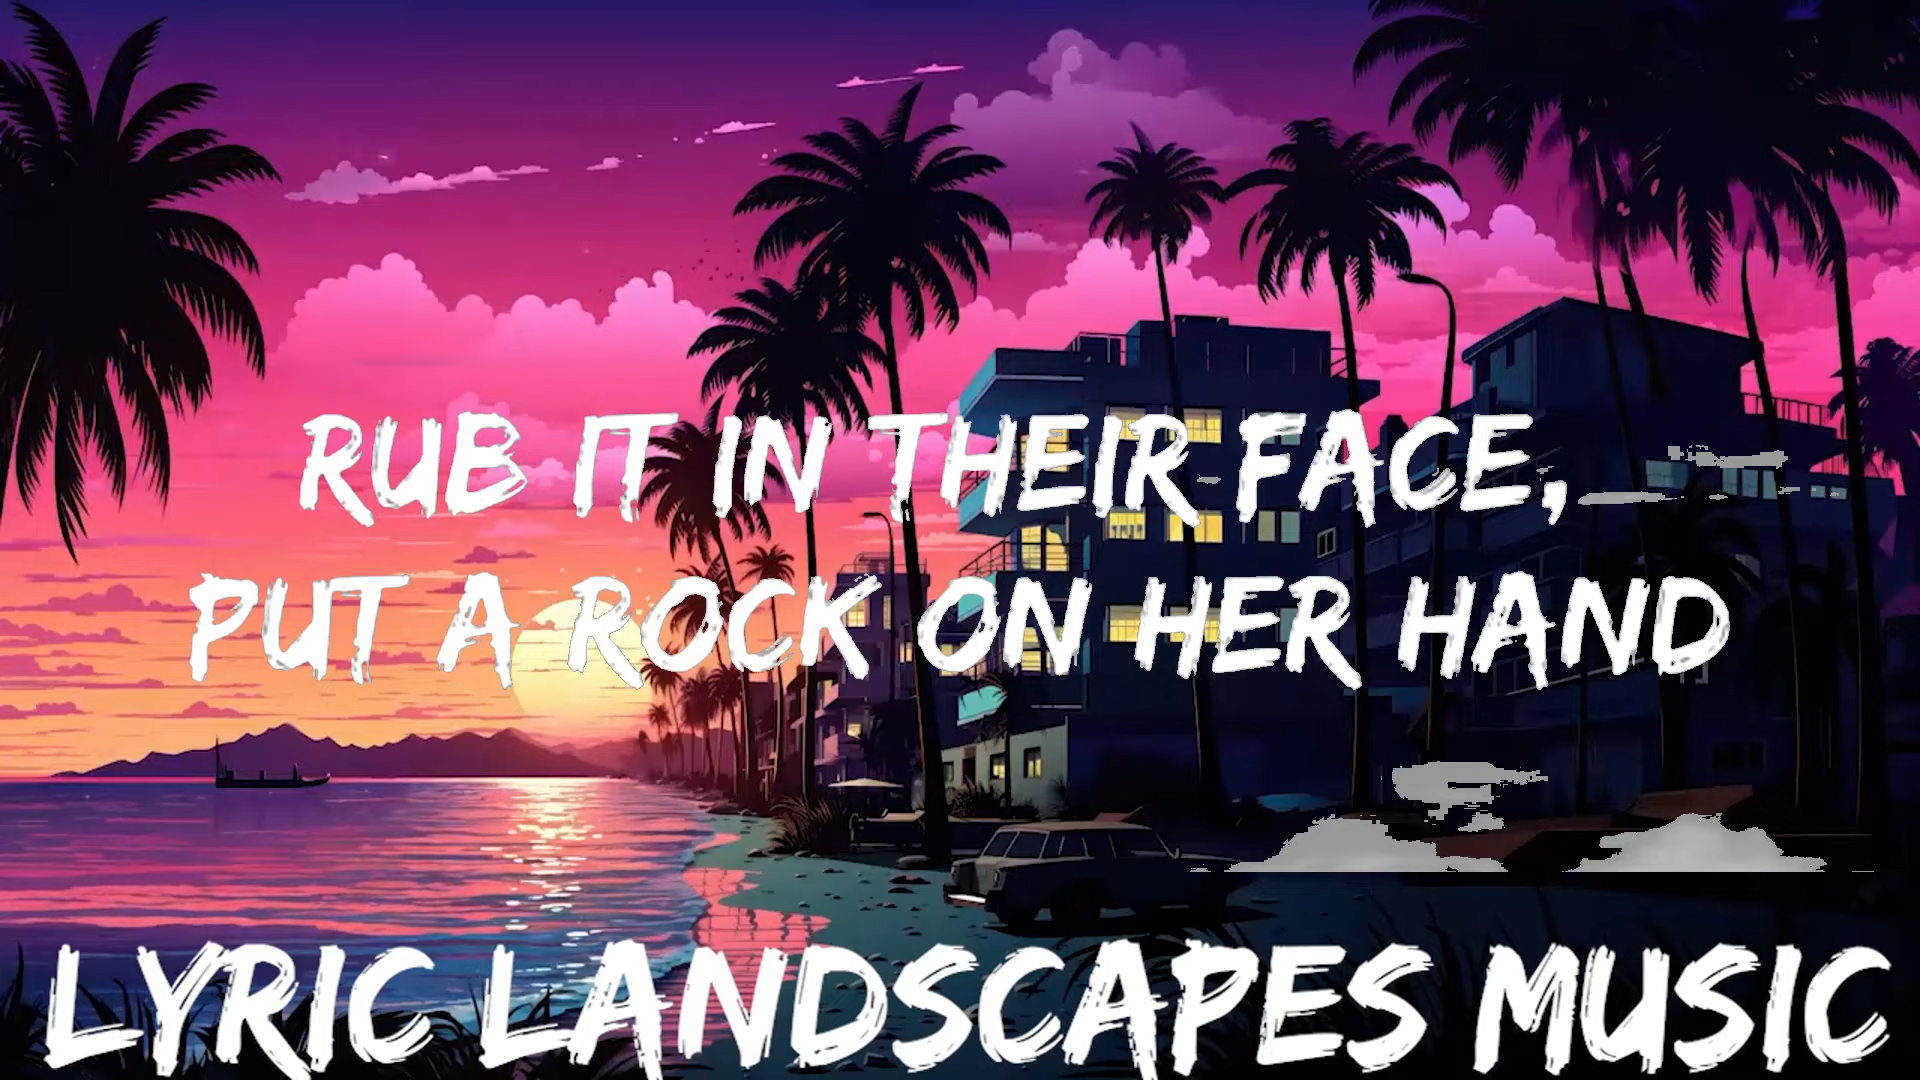 RUB IT IN THEIR FACE,
PUT A ROCK ON HER HAND
LYRIC LANDSCAPES MUSIC